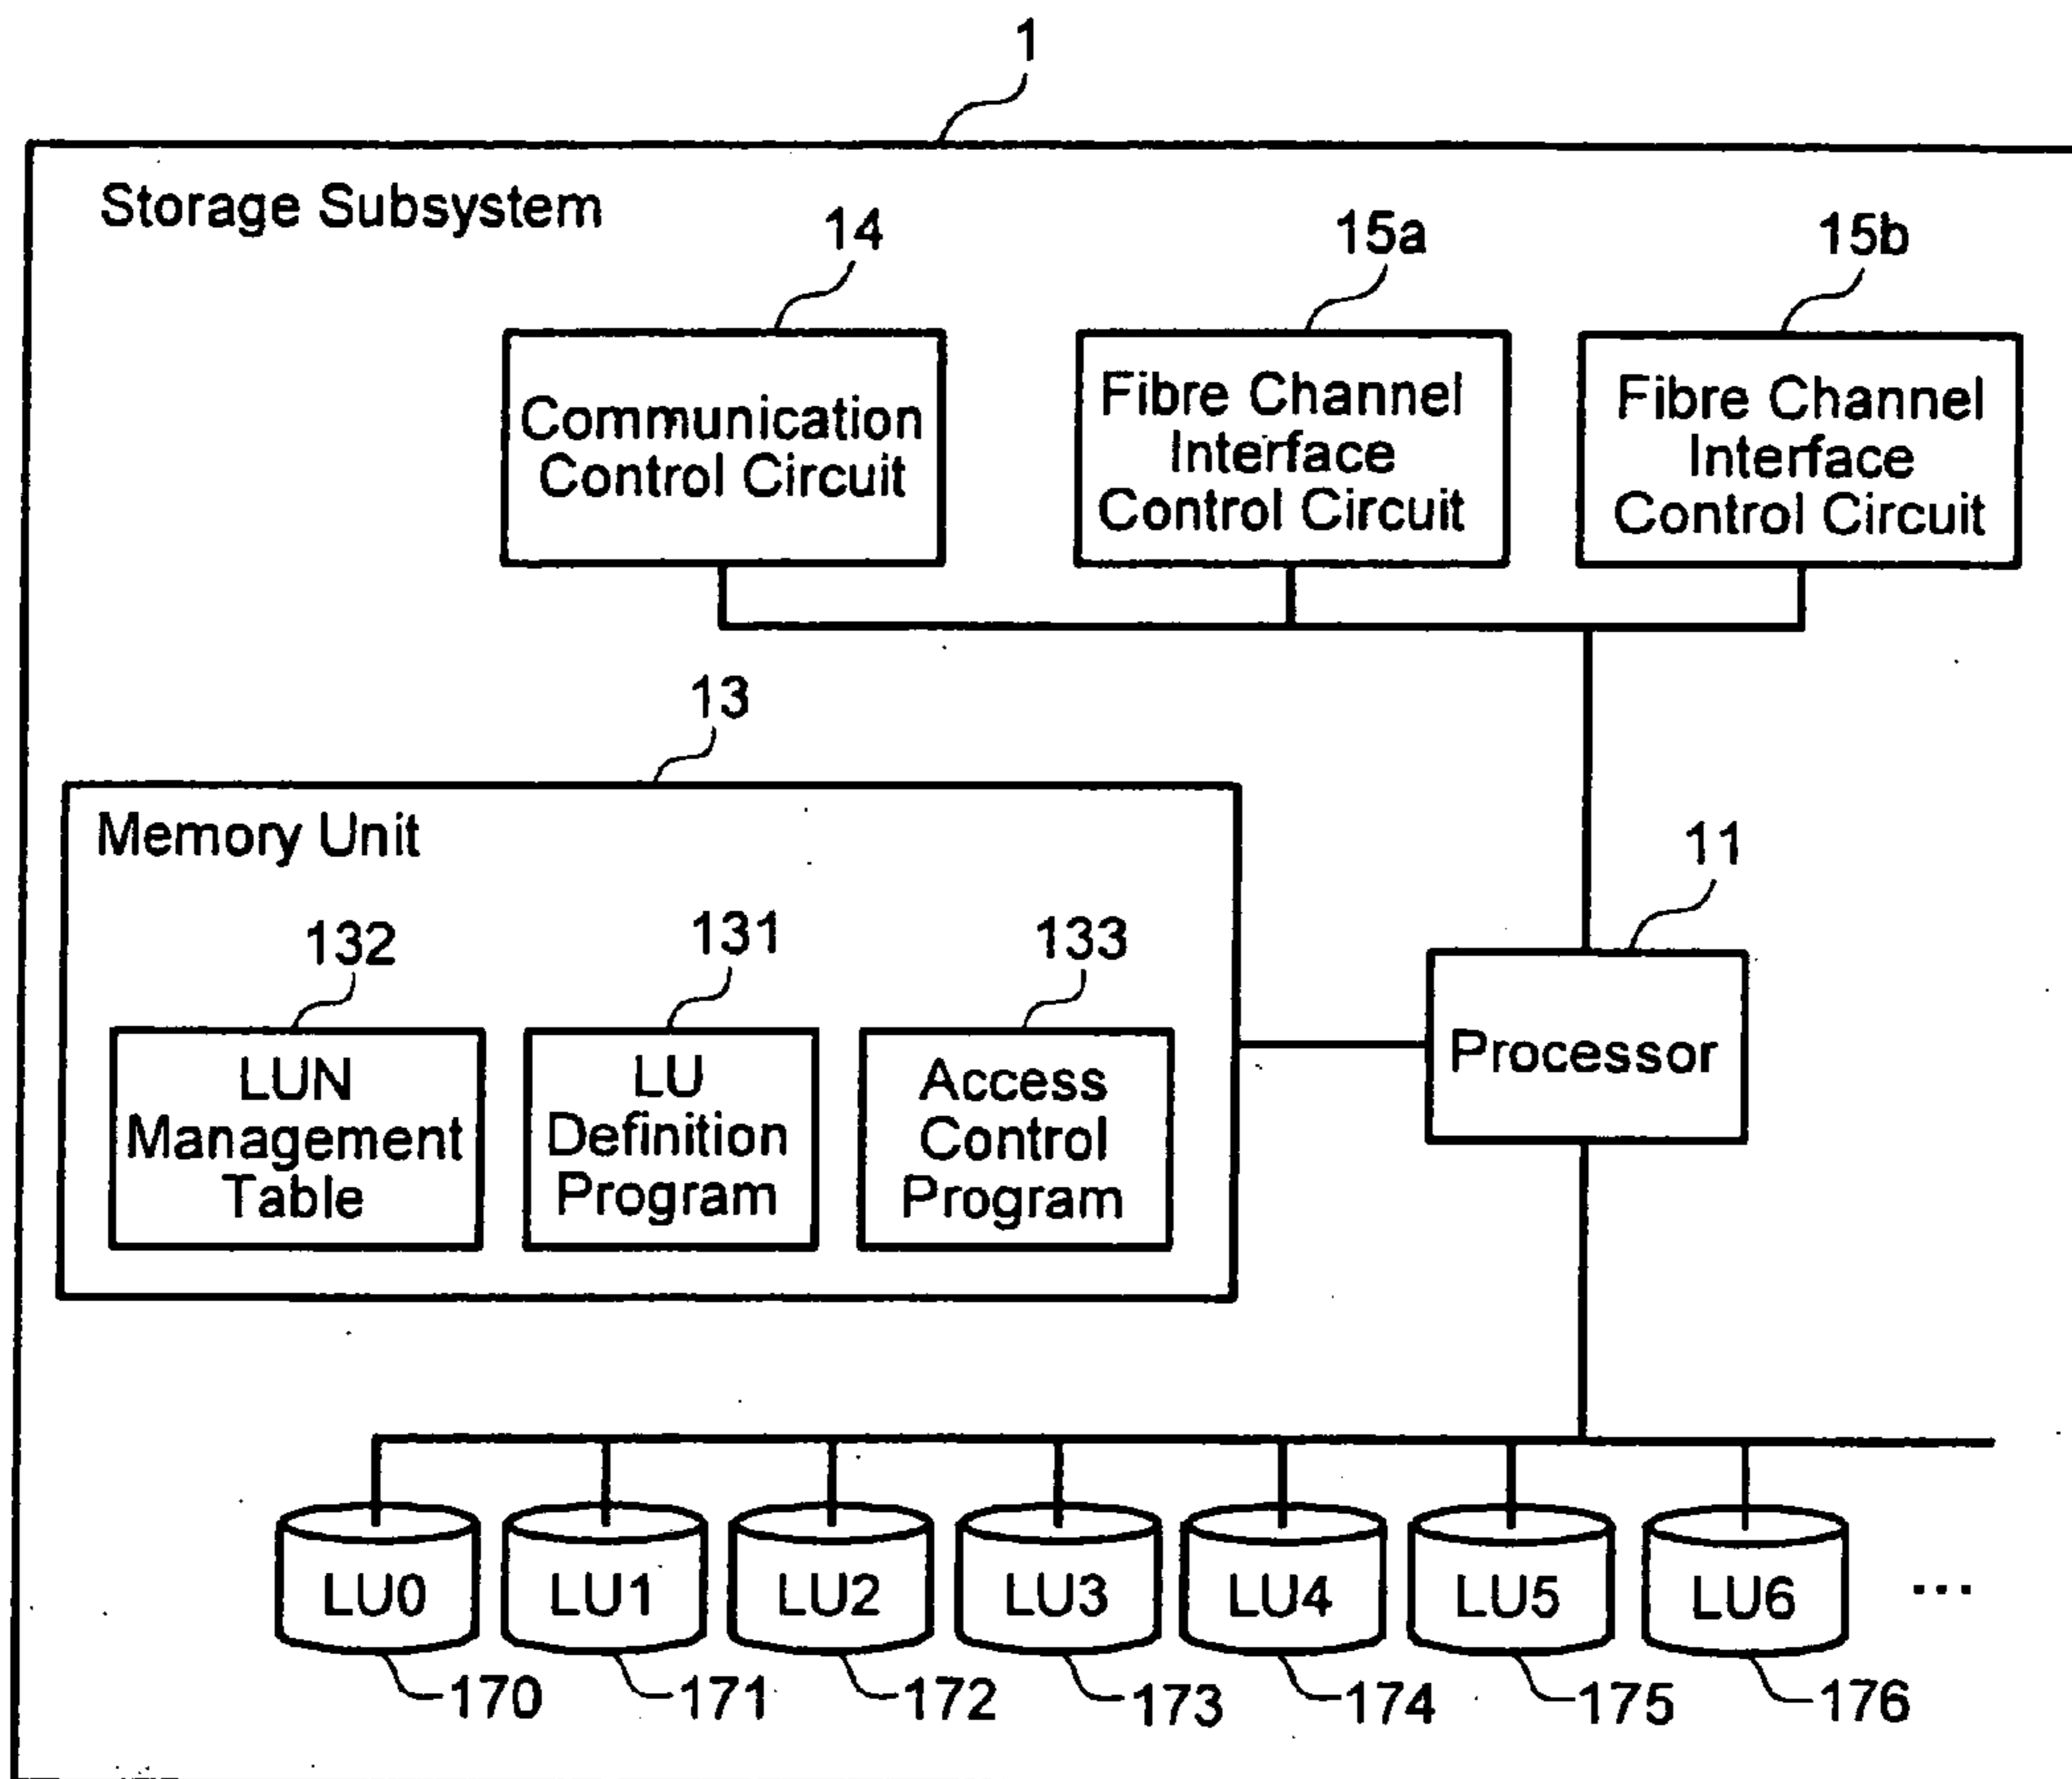 1
Storage Subsystem
14
15a
15b
Communication
Control Circuit
Fibre Channel
Interface
Control Circuit
Fibre Channel
Interface
Control Circuit
13
Memory Unit
11
132
131
133
LUN
Management
Table
LU
Definition
Program
Access
Control
Program
Processor
LU0
LU1
LU2
LU3
LU4
LU5
LU6
...
170
171
172
173
174
175
176